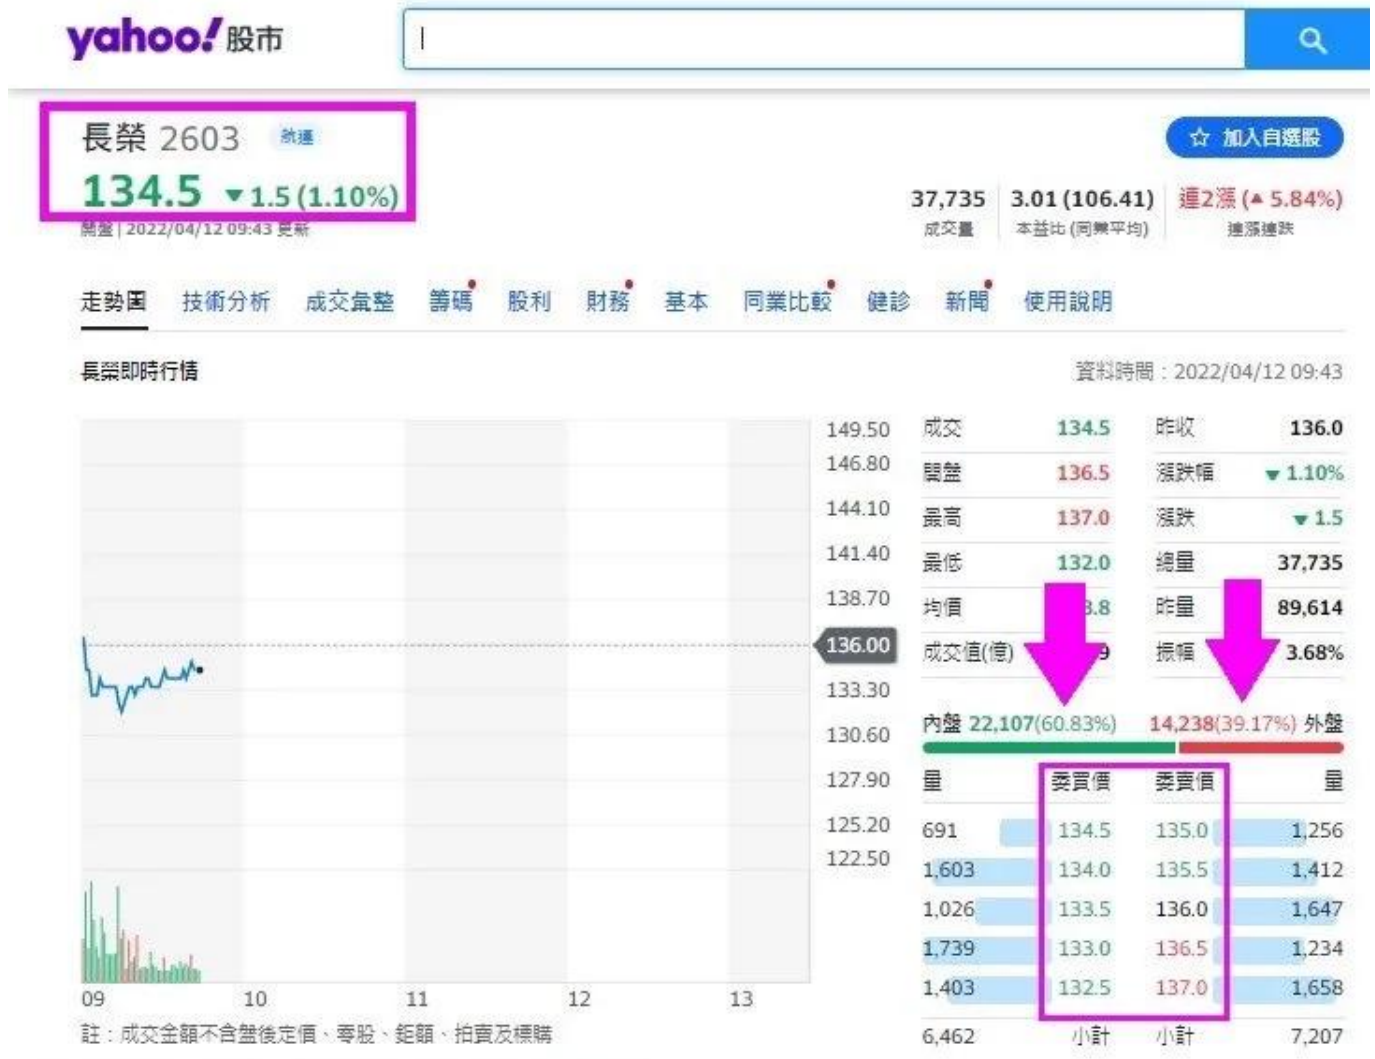 yahoo! 股市
長榮 2603 航運
加入自選股
134.5 ▼1.5 (1.10%)
37,735 3.01 (106.41) 連2漲 (▲ 5.84%)
開盤 | 2022/04/12 09:43 更新
成交量 本益比 (同業平均) 連漲連跌
走勢圖 技術分析 成交彙整 籌碼 股利 財務 基本 同業比較 健診 新聞 使用說明
長榮即時行情
資料時間：2022/04/12 09:43
149.50
146.80
144.10
141.40
138.70
136.00
133.30
130.60
127.90
125.20
122.50
09 10 11 12 13
註：成交金額不含盤後定價、零股、鉅額、拍賣及標購
成交 134.5 昨收 136.0
開盤 136.5 漲跌幅 ▼ 1.10%
最高 137.0 漲跌 ▼ 1.5
最低 132.0 總量 37,735
均價 3.8 昨量 89,614
成交值(億) 9 振幅 3.68%
內盤 22,107(60.83%) 14,238(39.17%) 外盤
量 委買價 委賣價 量
691 134.5 135.0 1,256
1,603 134.0 135.5 1,412
1,026 133.5 136.0 1,647
1,739 133.0 136.5 1,234
1,403 132.5 137.0 1,658
6,462 小計 小計 7,207